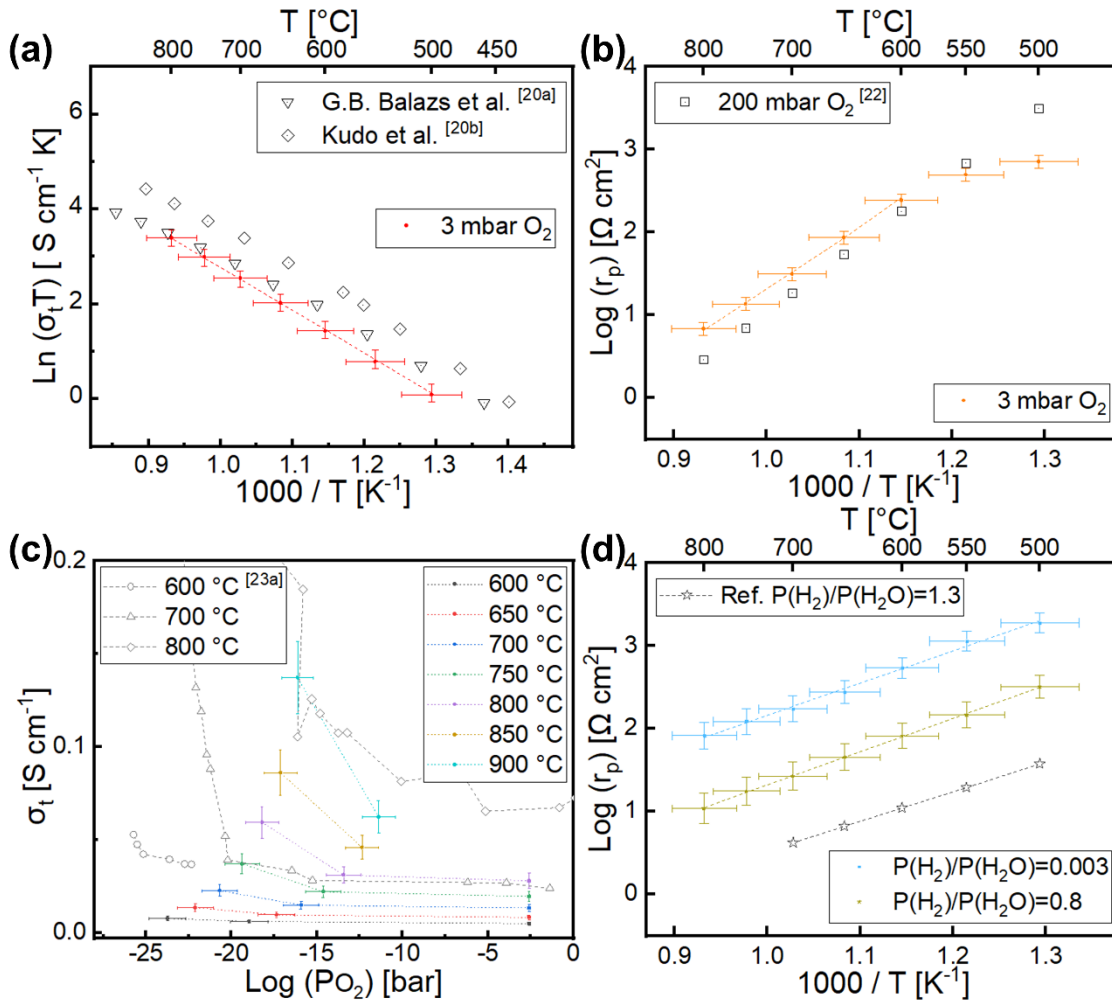 (a)
T [°C]
800 700 600 500 450
G.B. Balazs et al. [20a]
Kudo et al. [20b]
3 mbar O₂
Ln (σₜT) [ S cm⁻¹ K]
6
4
2
0
0.9 1.0 1.1 1.2 1.3 1.4
1000 / T [K⁻¹]
(b)
T [°C]
800 700 600 550 500
200 mbar O₂ [22]
3 mbar O₂
Log (rₚ) [Ω cm²]
4
3
2
1
0
0.9 1.0 1.1 1.2 1.3
1000 / T [K⁻¹]
(c)
600 °C [23a]
700 °C
800 °C
600 °C
650 °C
700 °C
750 °C
800 °C
850 °C
900 °C
σₜ [S cm⁻¹]
0.2
0.1
0.0
-25 -20 -15 -10 -5 0
Log (PO₂) [bar]
(d)
T [°C]
800 700 600 550 500
Ref. P(H₂)/P(H₂O)=1.3
P(H₂)/P(H₂O)=0.003
P(H₂)/P(H₂O)=0.8
Log (rₚ) [Ω cm²]
4
3
2
1
0
0.9 1.0 1.1 1.2 1.3
1000 / T [K⁻¹]